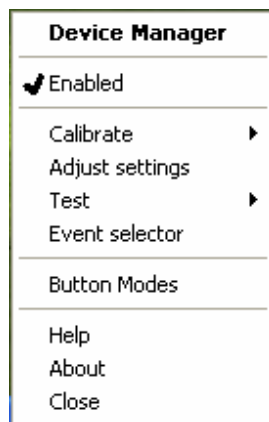 Device Manager
Enabled
Calibrate
Adjust settings
Test
Event selector
Button Modes
Help
About
Close